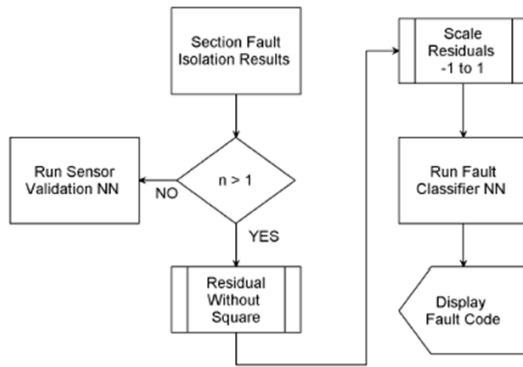 Section Fault
Isolation Results
n > 1
NO
Run Sensor
Validation NN
YES
Residual
Without
Square
Scale
Residuals
-1 to 1
Run Fault
Classifier NN
Display
Fault Code